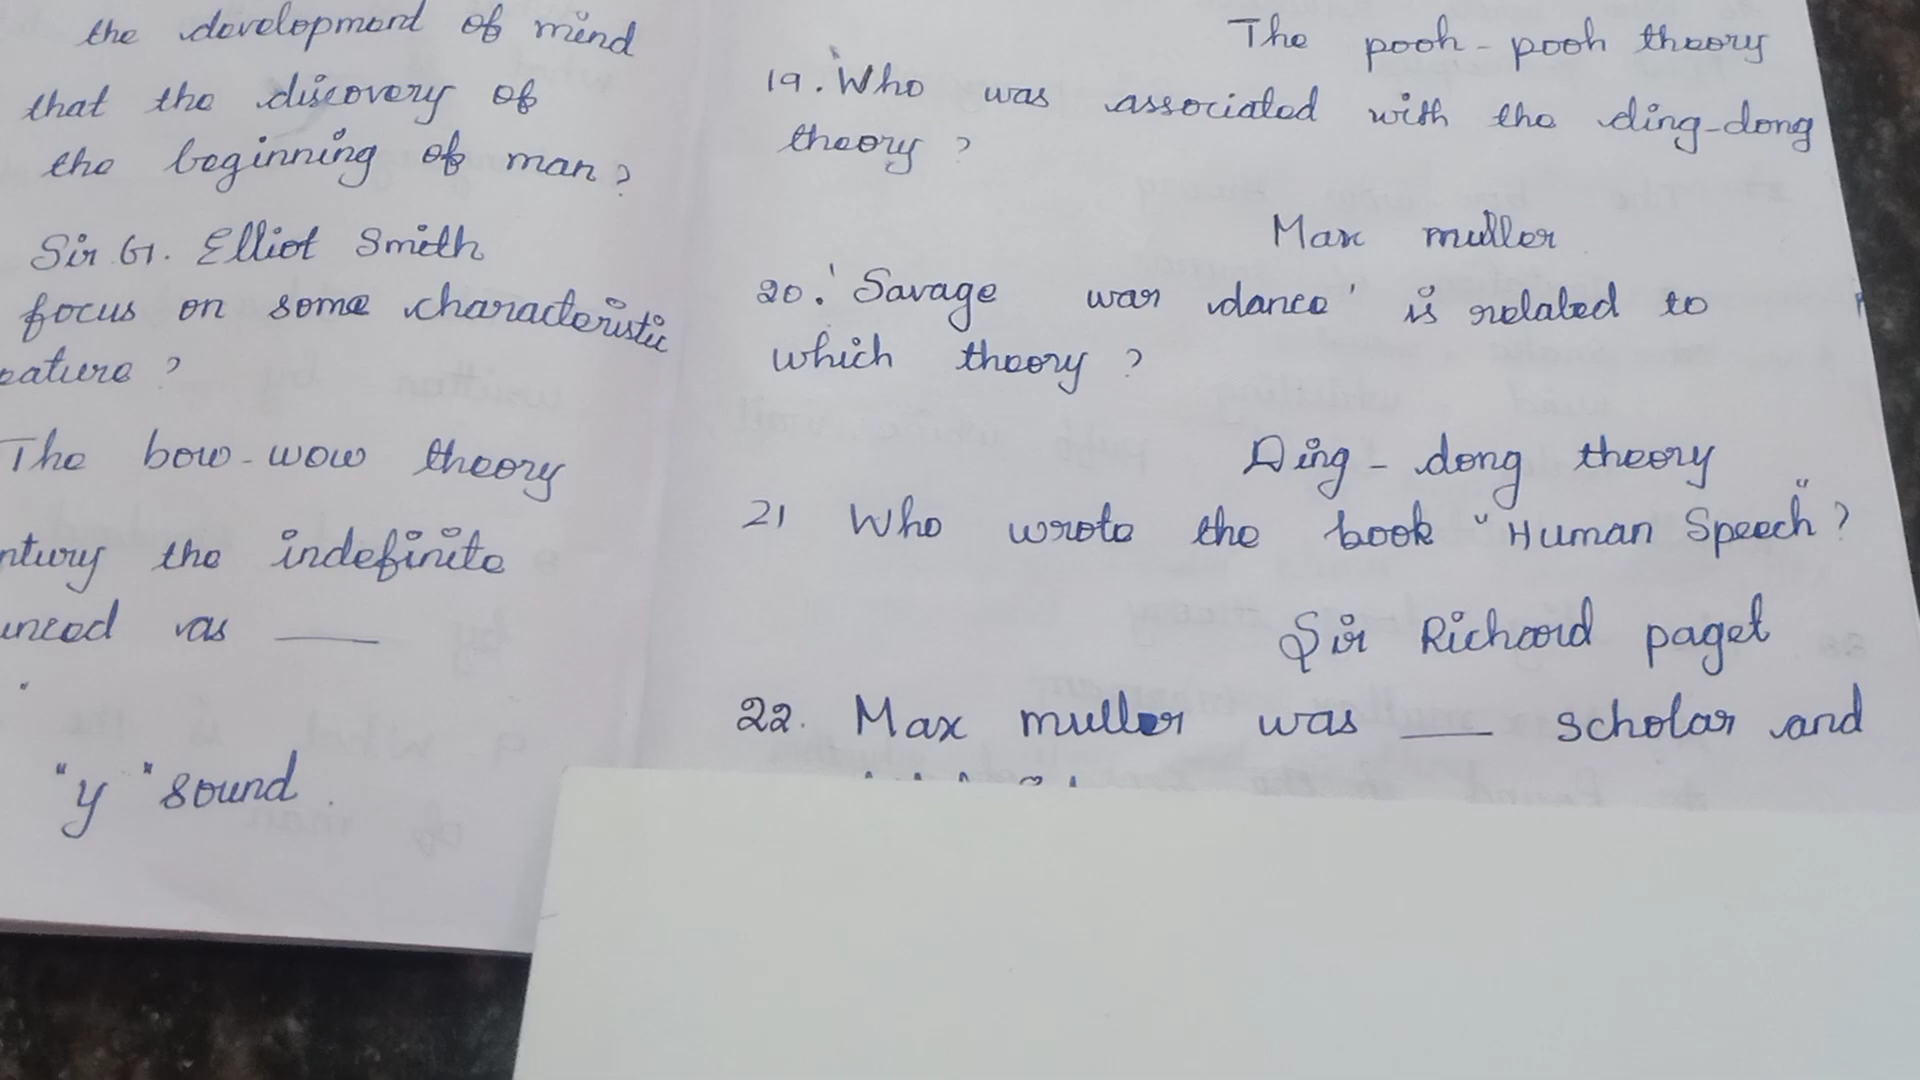 the development of mind
that the discovery of
the beginning of man?
Sir G. Elliot Smith
focus on some characteristic
eature?
The bow-wow theory
ntury the indefinite
unced as ___
"y" sound.
The pooh-pooh theory
19. Who was associated with the ding-dong
theory?
Max muller
20. 'Savage war dance' is related to
which theory?
Ding-dong theory
21 Who wrote the book "Human Speech"?
Sir Richard paget
22. Max muller was ___ scholar and